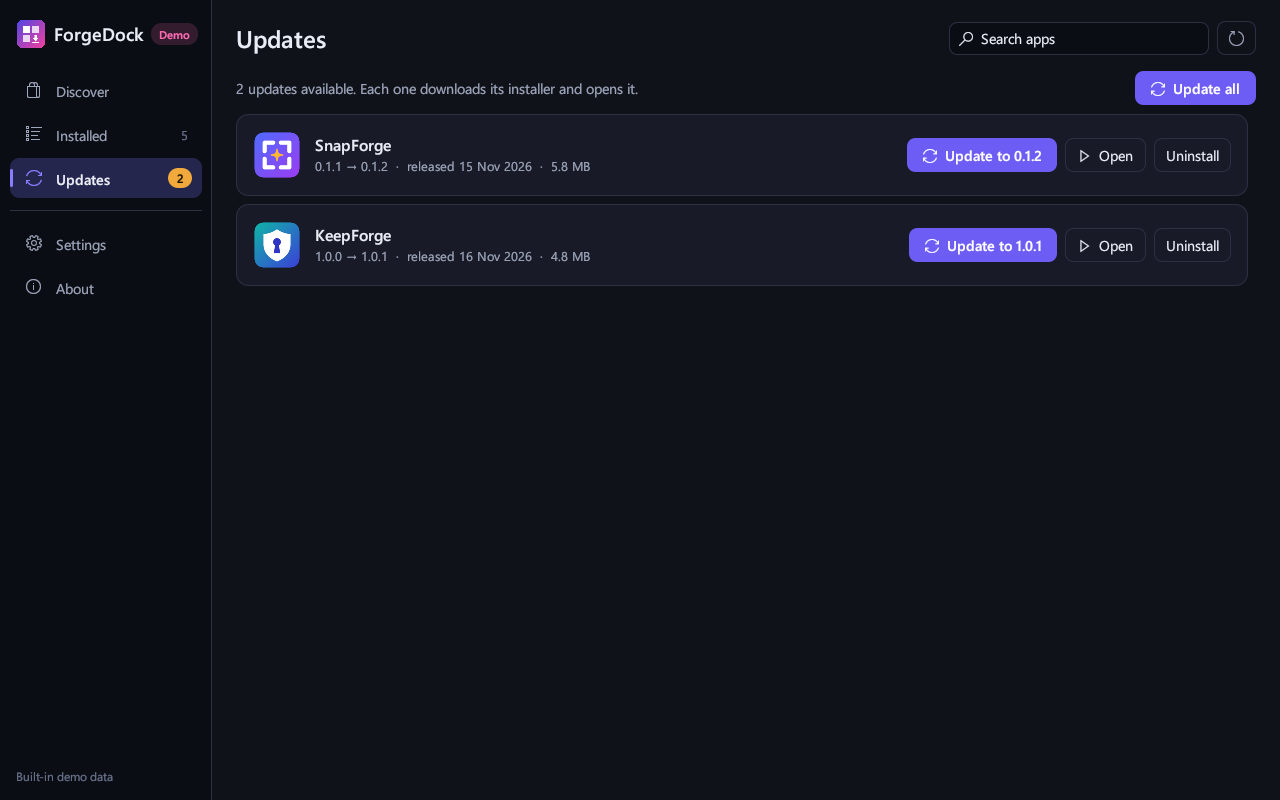 ForgeDock Demo
Discover
Installed 5
Updates 2
Settings
About
Built-in demo data
Updates
Search apps
2 updates available. Each one downloads its installer and opens it.
Update all
SnapForge
0.1.1 → 0.1.2 · released 15 Nov 2026 · 5.8 MB
Update to 0.1.2 Open Uninstall
KeepForge
1.0.0 → 1.0.1 · released 16 Nov 2026 · 4.8 MB
Update to 1.0.1 Open Uninstall